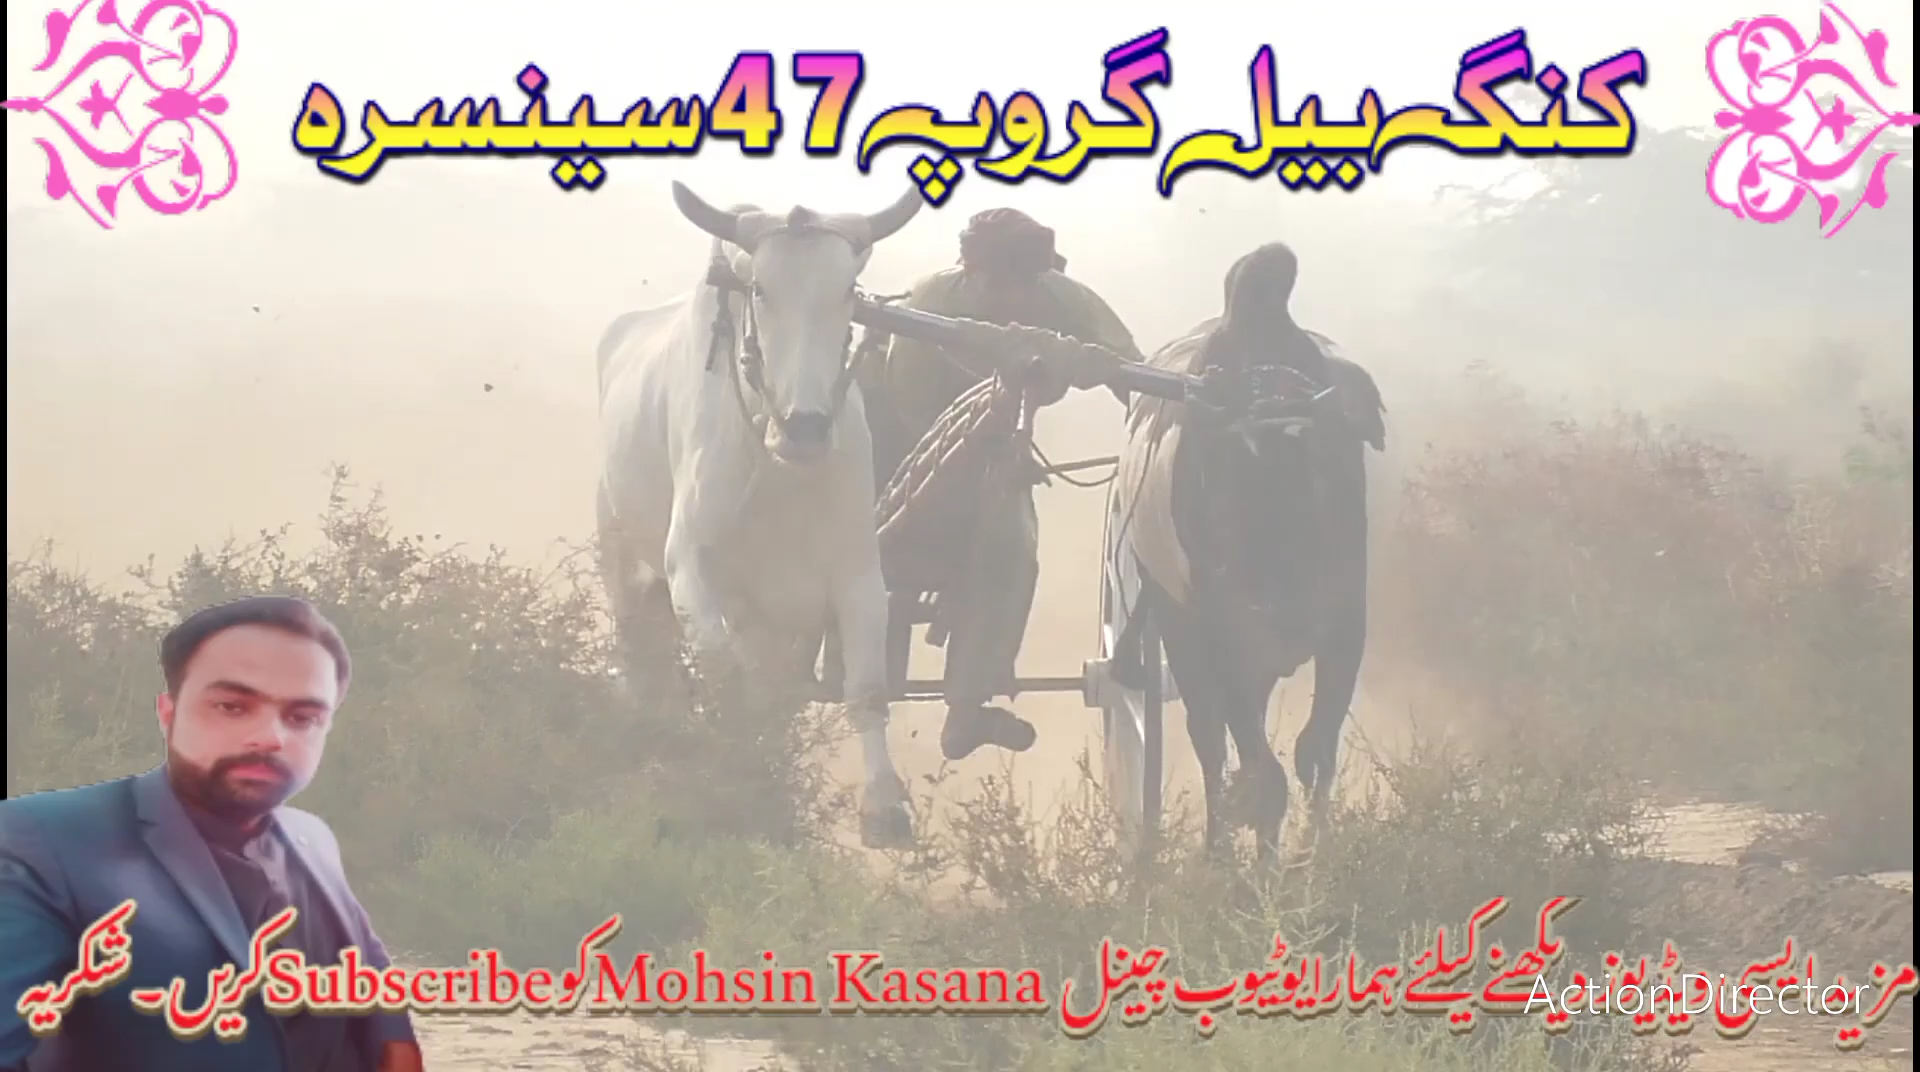 کنگ بیل گروپ 47 سینسرہ
مزید ایسی ویڈیوز دیکھنے کیلئے ہمارا یوٹیوب چینل Mohsin Kasana کو Subscribe کریں۔ شکریہ
ActionDirector